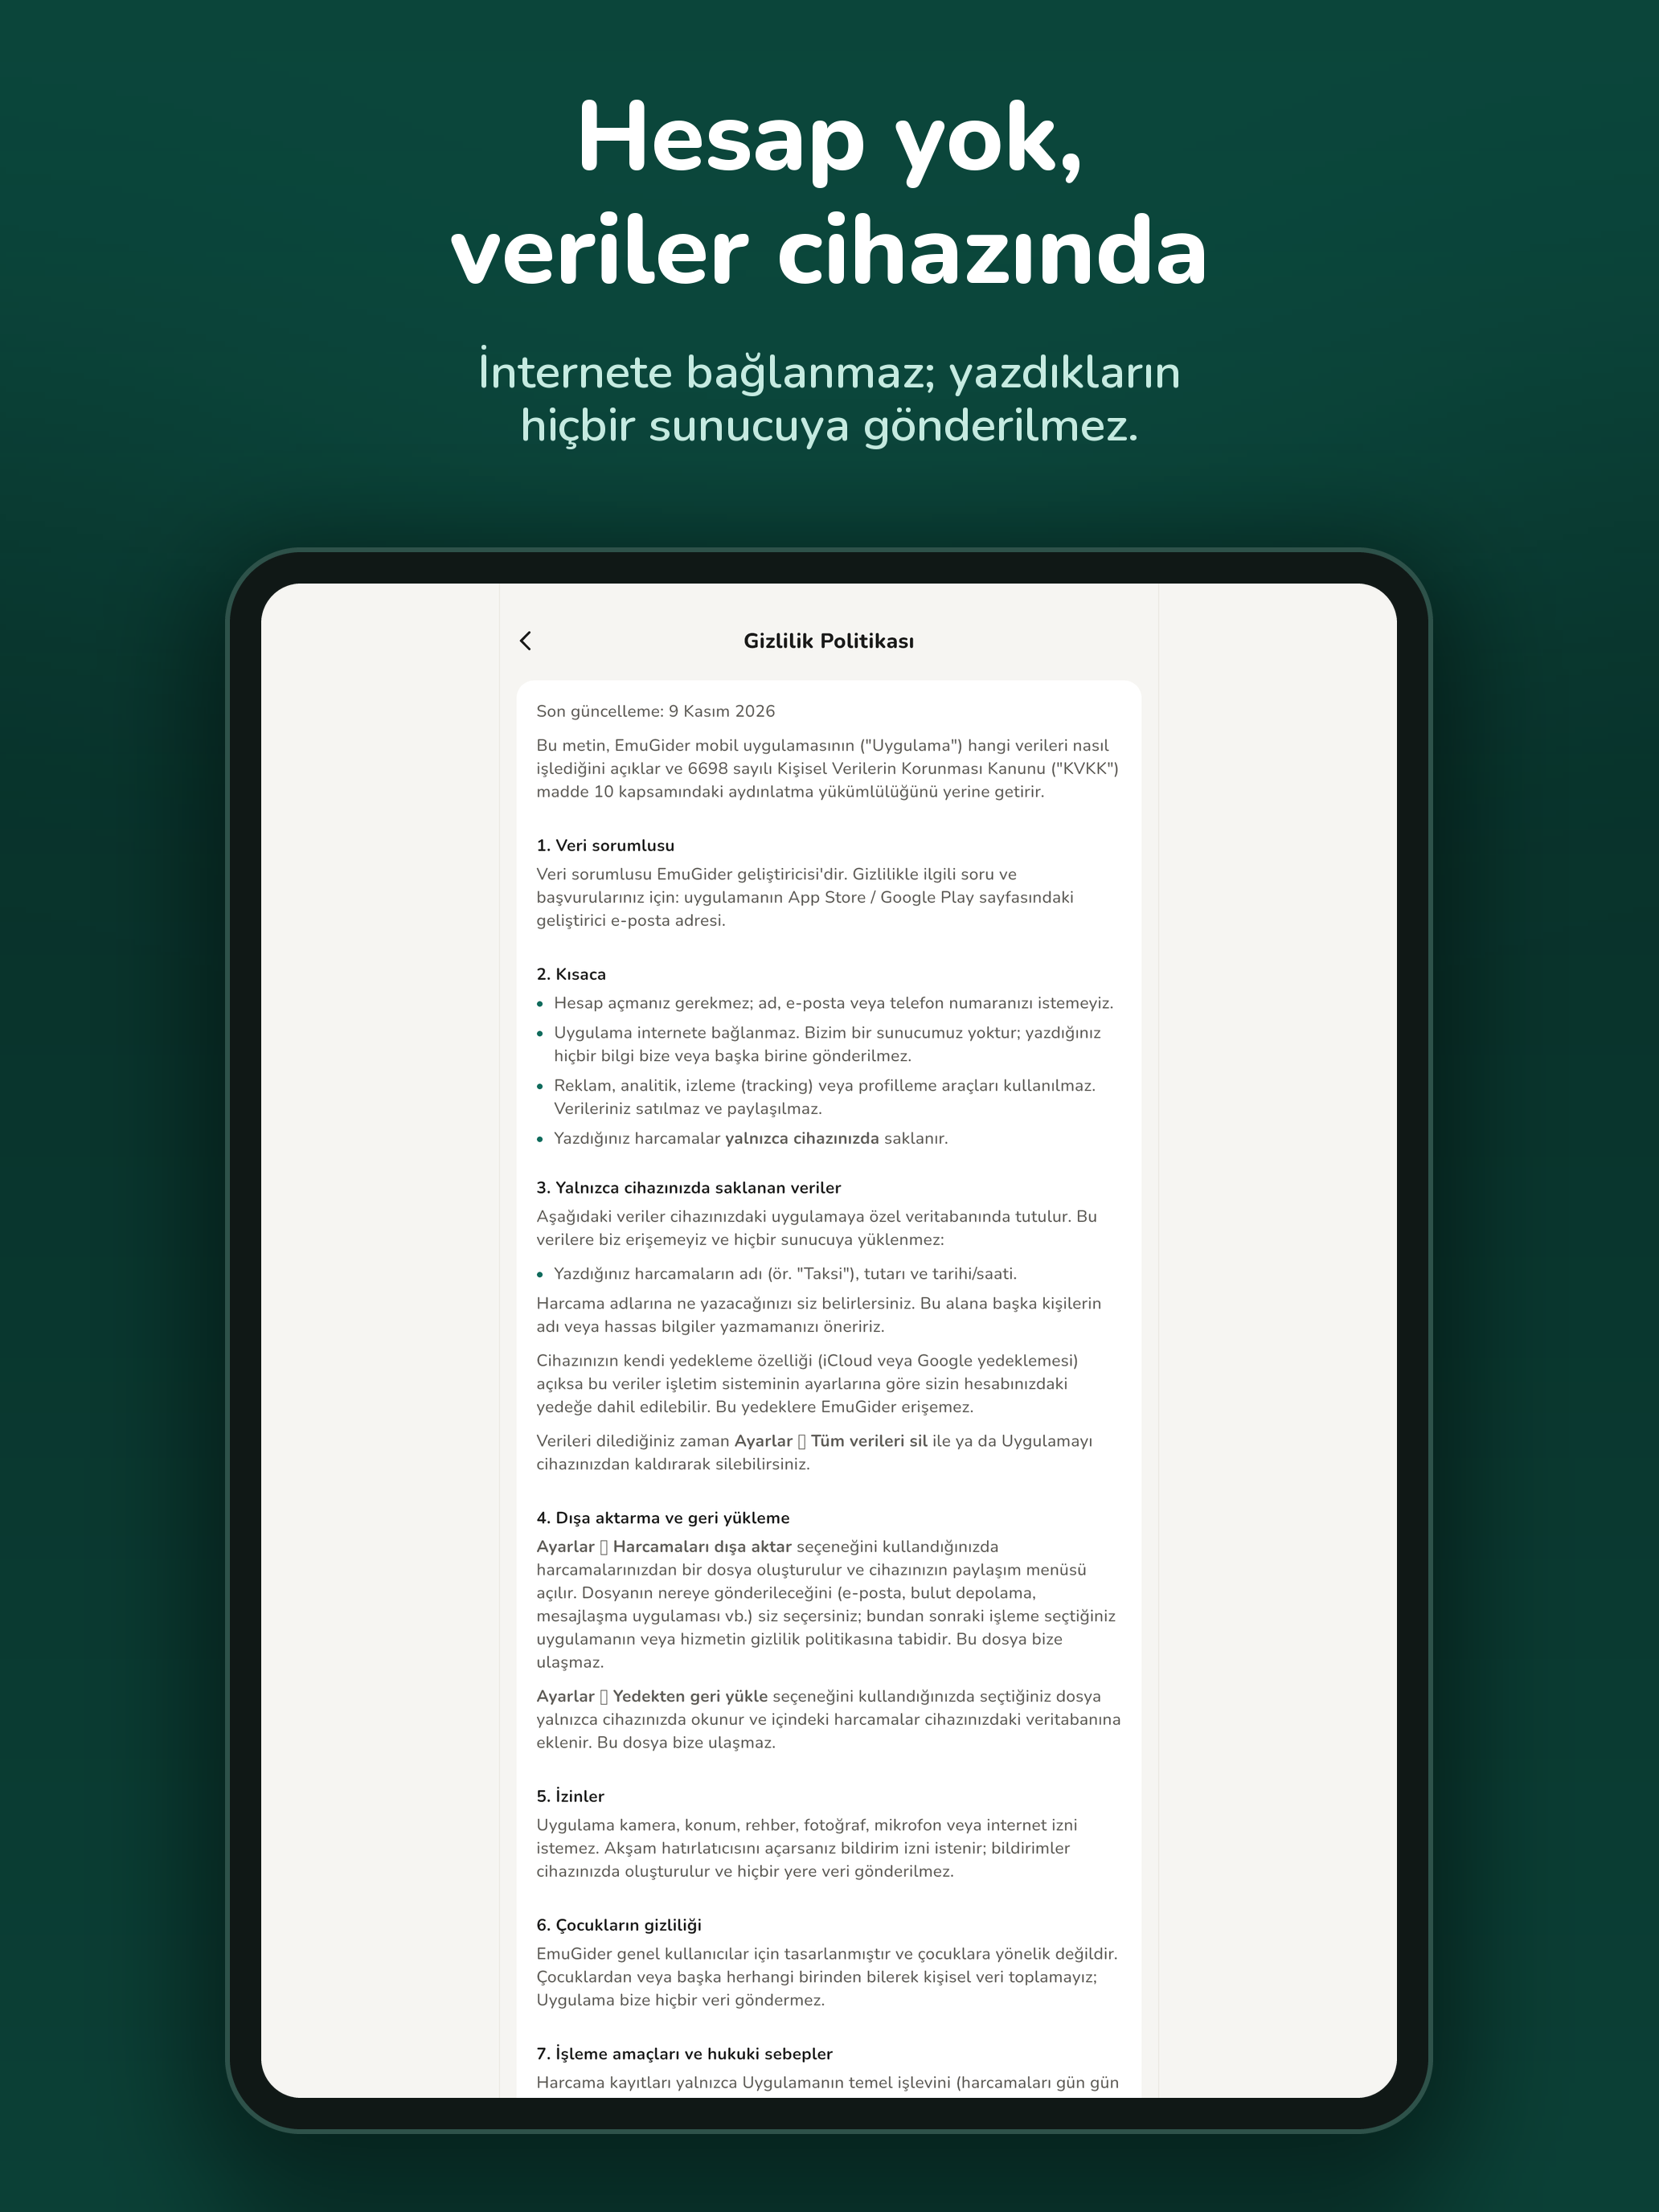 Hesap yok,
veriler cihazında
İnternete bağlanmaz; yazdıkların
hiçbir sunucuya gönderilmez.
Gizlilik Politikası
Son güncelleme: 9 Kasım 2026
Bu metin, EmuGider mobil uygulamasının ("Uygulama") hangi verileri nasıl
işlediğini açıklar ve 6698 sayılı Kişisel Verilerin Korunması Kanunu ("KVKK")
madde 10 kapsamındaki aydınlatma yükümlülüğünü yerine getirir.
1. Veri sorumlusu
Veri sorumlusu EmuGider geliştiricisi'dir. Gizlilikle ilgili soru ve
başvurularınız için: uygulamanın App Store / Google Play sayfasındaki
geliştirici e-posta adresi.
2. Kısaca
• Hesap açmanız gerekmez; ad, e-posta veya telefon numaranızı istemeyiz.
• Uygulama internete bağlanmaz. Bizim bir sunucumuz yoktur; yazdığınız
hiçbir bilgi bize veya başka birine gönderilmez.
• Reklam, analitik, izleme (tracking) veya profilleme araçları kullanılmaz.
Verileriniz satılmaz ve paylaşılmaz.
• Yazdığınız harcamalar yalnızca cihazınızda saklanır.
3. Yalnızca cihazınızda saklanan veriler
Aşağıdaki veriler cihazınızdaki uygulamaya özel veritabanında tutulur. Bu
verilere biz erişemeyiz ve hiçbir sunucuya yüklenmez:
• Yazdığınız harcamaların adı (ör. "Taksi"), tutarı ve tarihi/saati.
Harcama adlarına ne yazacağınızı siz belirlersiniz. Bu alana başka kişilerin
adı veya hassas bilgiler yazmamanızı öneririz.
Cihazınızın kendi yedekleme özelliği (iCloud veya Google yedeklemesi)
açıksa bu veriler işletim sisteminin ayarlarına göre sizin hesabınızdaki
yedeğe dahil edilebilir. Bu yedeklere EmuGider erişemez.
Verileri dilediğiniz zaman Ayarlar ▯ Tüm verileri sil ile ya da Uygulamayı
cihazınızdan kaldırarak silebilirsiniz.
4. Dışa aktarma ve geri yükleme
Ayarlar ▯ Harcamaları dışa aktar seçeneğini kullandığınızda
harcamalarınızdan bir dosya oluşturulur ve cihazınızın paylaşım menüsü
açılır. Dosyanın nereye gönderileceğini (e-posta, bulut depolama,
mesajlaşma uygulaması vb.) siz seçersiniz; bundan sonraki işleme seçtiğiniz
uygulamanın veya hizmetin gizlilik politikasına tabidir. Bu dosya bize
ulaşmaz.
Ayarlar ▯ Yedekten geri yükle seçeneğini kullandığınızda seçtiğiniz dosya
yalnızca cihazınızda okunur ve içindeki harcamalar cihazınızdaki veritabanına
eklenir. Bu dosya bize ulaşmaz.
5. İzinler
Uygulama kamera, konum, rehber, fotoğraf, mikrofon veya internet izni
istemez. Akşam hatırlatıcısını açarsanız bildirim izni istenir; bildirimler
cihazınızda oluşturulur ve hiçbir yere veri gönderilmez.
6. Çocukların gizliliği
EmuGider genel kullanıcılar için tasarlanmıştır ve çocuklara yönelik değildir.
Çocuklardan veya başka herhangi birinden bilerek kişisel veri toplamayız;
Uygulama bize hiçbir veri göndermez.
7. İşleme amaçları ve hukuki sebepler
Harcama kayıtları yalnızca Uygulamanın temel işlevini (harcamaları gün gün